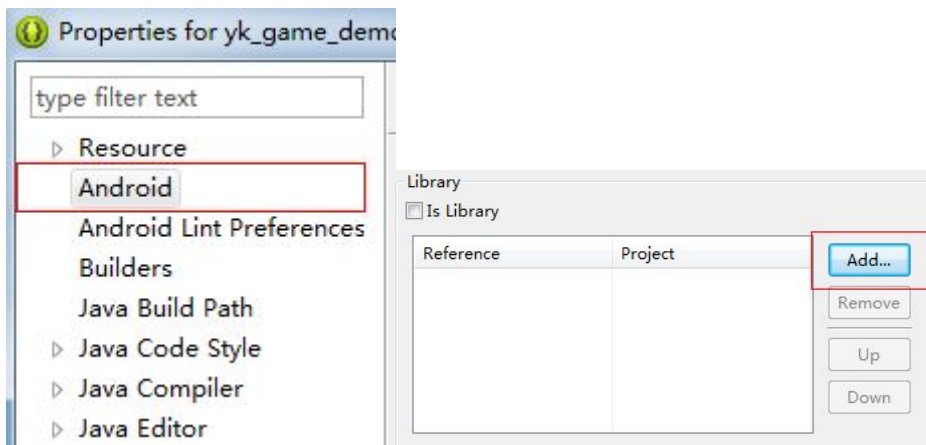 Properties for yk_game_demo
type filter text
Resource
Android
Android Lint Preferences
Builders
Java Build Path
Java Code Style
Java Compiler
Java Editor
Library
Is Library
Reference Project
Add...
Remove
Up
Down